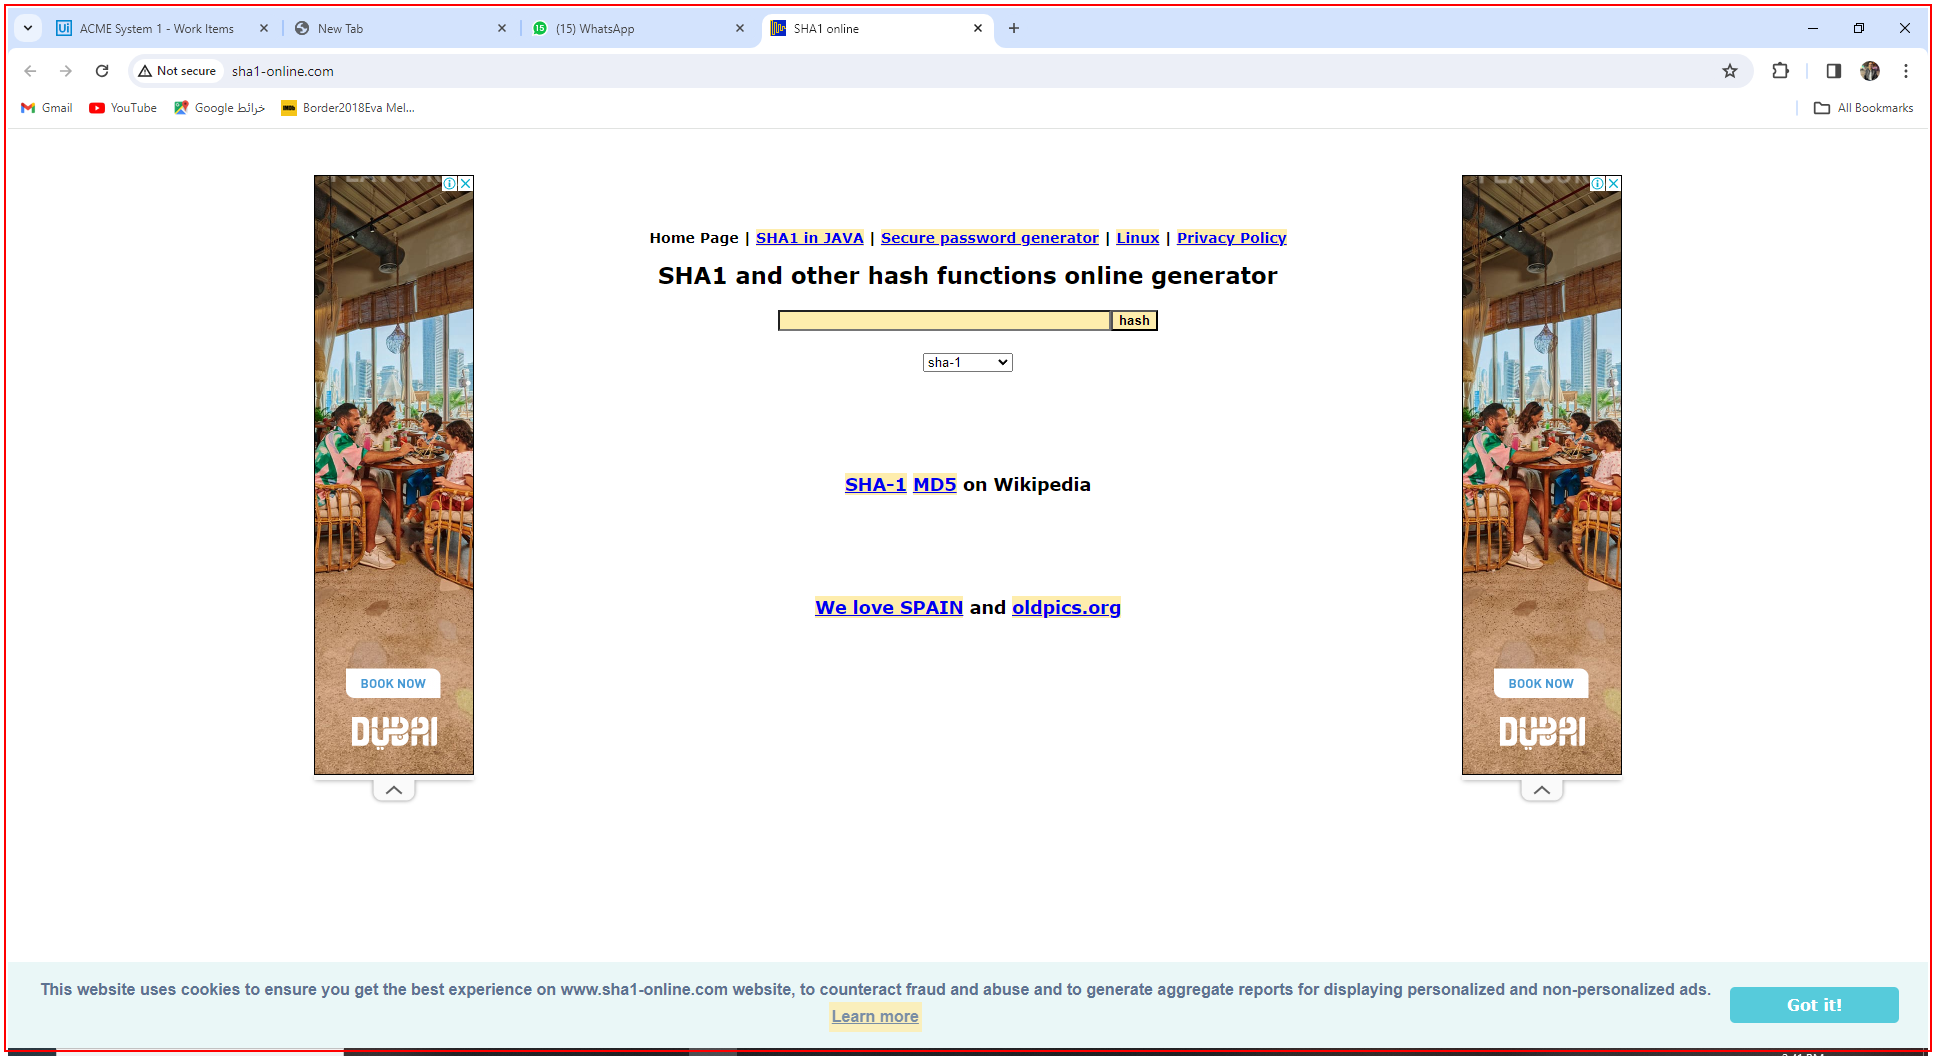 ACME System 1 - Work Items
New Tab
15 (15) WhatsApp
SHA1 online
Not secure sha1-online.com
Gmail YouTube خرائط Google Border2018Eva Mel... All Bookmarks
Home Page | SHA1 in JAVA | Secure password generator | Linux | Privacy Policy
SHA1 and other hash functions online generator
hash
sha-1
SHA-1 MD5 on Wikipedia
We love SPAIN and oldpics.org
BOOK NOW
DUBAI
BOOK NOW
DUBAI
This website uses cookies to ensure you get the best experience on www.sha1-online.com website, to counteract fraud and abuse and to generate aggregate reports for displaying personalized and non-personalized ads.
Learn more
Got it!